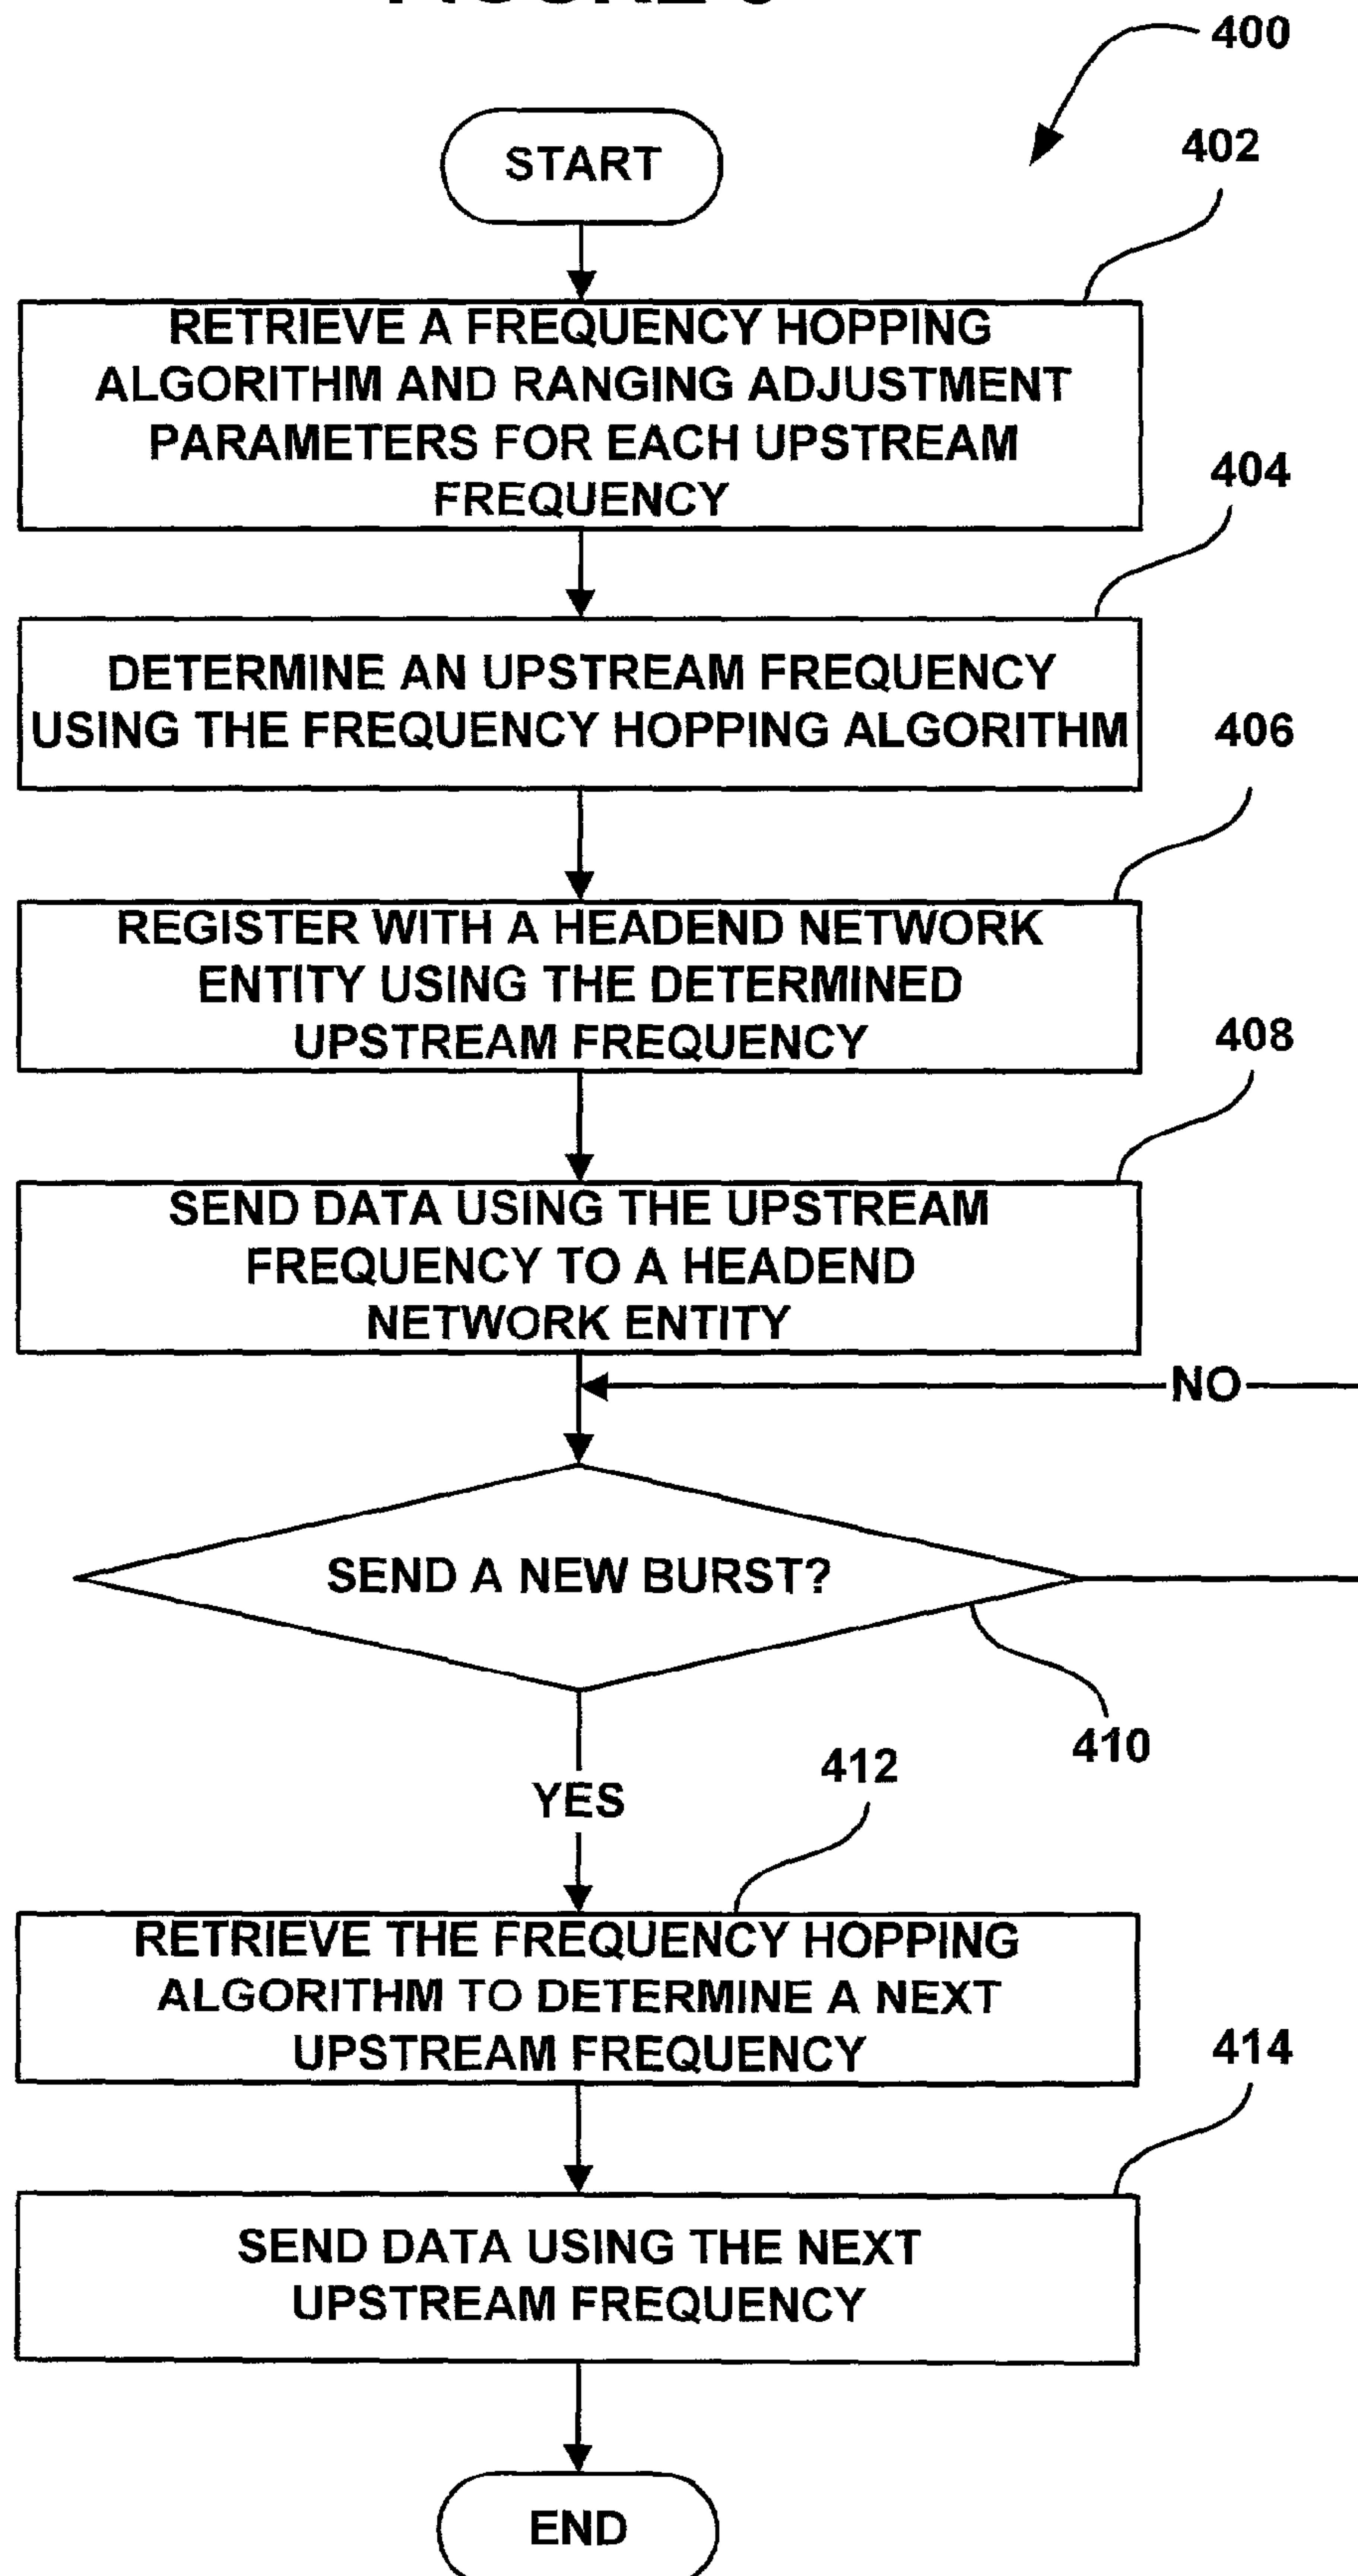 400
START
402
RETRIEVE A FREQUENCY HOPPING
ALGORITHM AND RANGING ADJUSTMENT
PARAMETERS FOR EACH UPSTREAM
FREQUENCY
404
DETERMINE AN UPSTREAM FREQUENCY
USING THE FREQUENCY HOPPING ALGORITHM
406
REGISTER WITH A HEADEND NETWORK
ENTITY USING THE DETERMINED
UPSTREAM FREQUENCY
408
SEND DATA USING THE UPSTREAM
FREQUENCY TO A HEADEND
NETWORK ENTITY
NO
SEND A NEW BURST?
410
YES
412
RETRIEVE THE FREQUENCY HOPPING
ALGORITHM TO DETERMINE A NEXT
UPSTREAM FREQUENCY
414
SEND DATA USING THE NEXT
UPSTREAM FREQUENCY
END